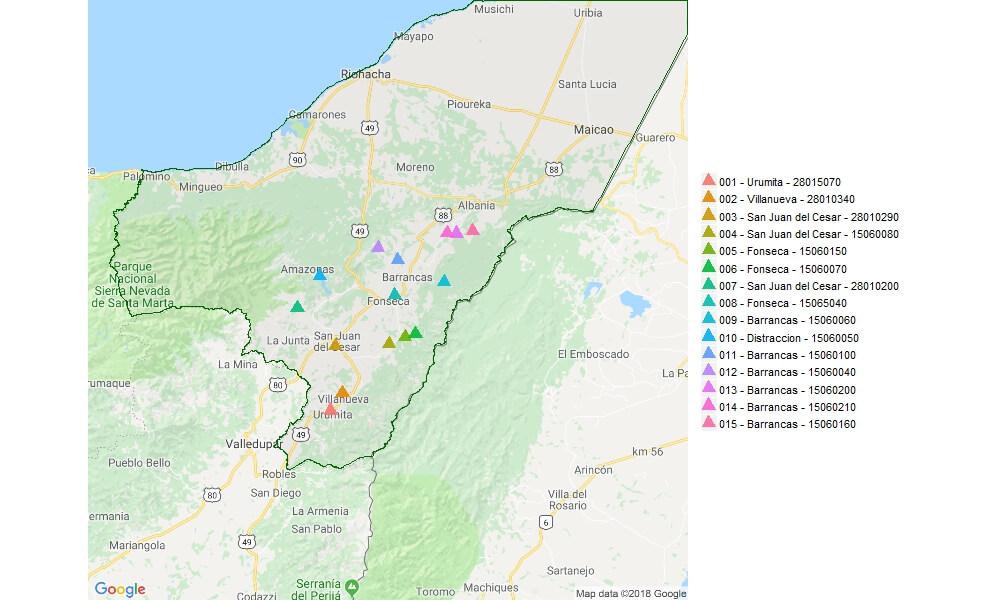 Musichi
Uribia
Mayapo
Riohacha
Santa Lucia
Camarones
Pioureka
49
Maicao
Guarero
90
Dibulla
Moreno
88
ca
Palomino
Mingueo
Albania
88
49
Parque
Nacional
Sierra Nevada
de Santa Marta
Amazonas
Barrancas
Fonseca
La Junta
San Juan
del Cesar
El Emboscado
La Mina
80
La Pa
rumaque
Villanueva
Urumita
49
Valledupar
km 56
Pueblo Bello
Robles
Arincón
80
San Diego
Villa del
Rosario
La Armenia
San Pablo
ermania
6
Mariangola
49
Sartanejo
Google
Codazzi
Serranía
del Perijá
Toromo
Machiques
Map data ©2018 Google
001 - Urumita - 28015070
002 - Villanueva - 28010340
003 - San Juan del Cesar - 28010290
004 - San Juan del Cesar - 15060080
005 - Fonseca - 15060150
006 - Fonseca - 15060070
007 - San Juan del Cesar - 28010200
008 - Fonseca - 15065040
009 - Barrancas - 15060060
010 - Distraccion - 15060050
011 - Barrancas - 15060100
012 - Barrancas - 15060040
013 - Barrancas - 15060200
014 - Barrancas - 15060210
015 - Barrancas - 15060160